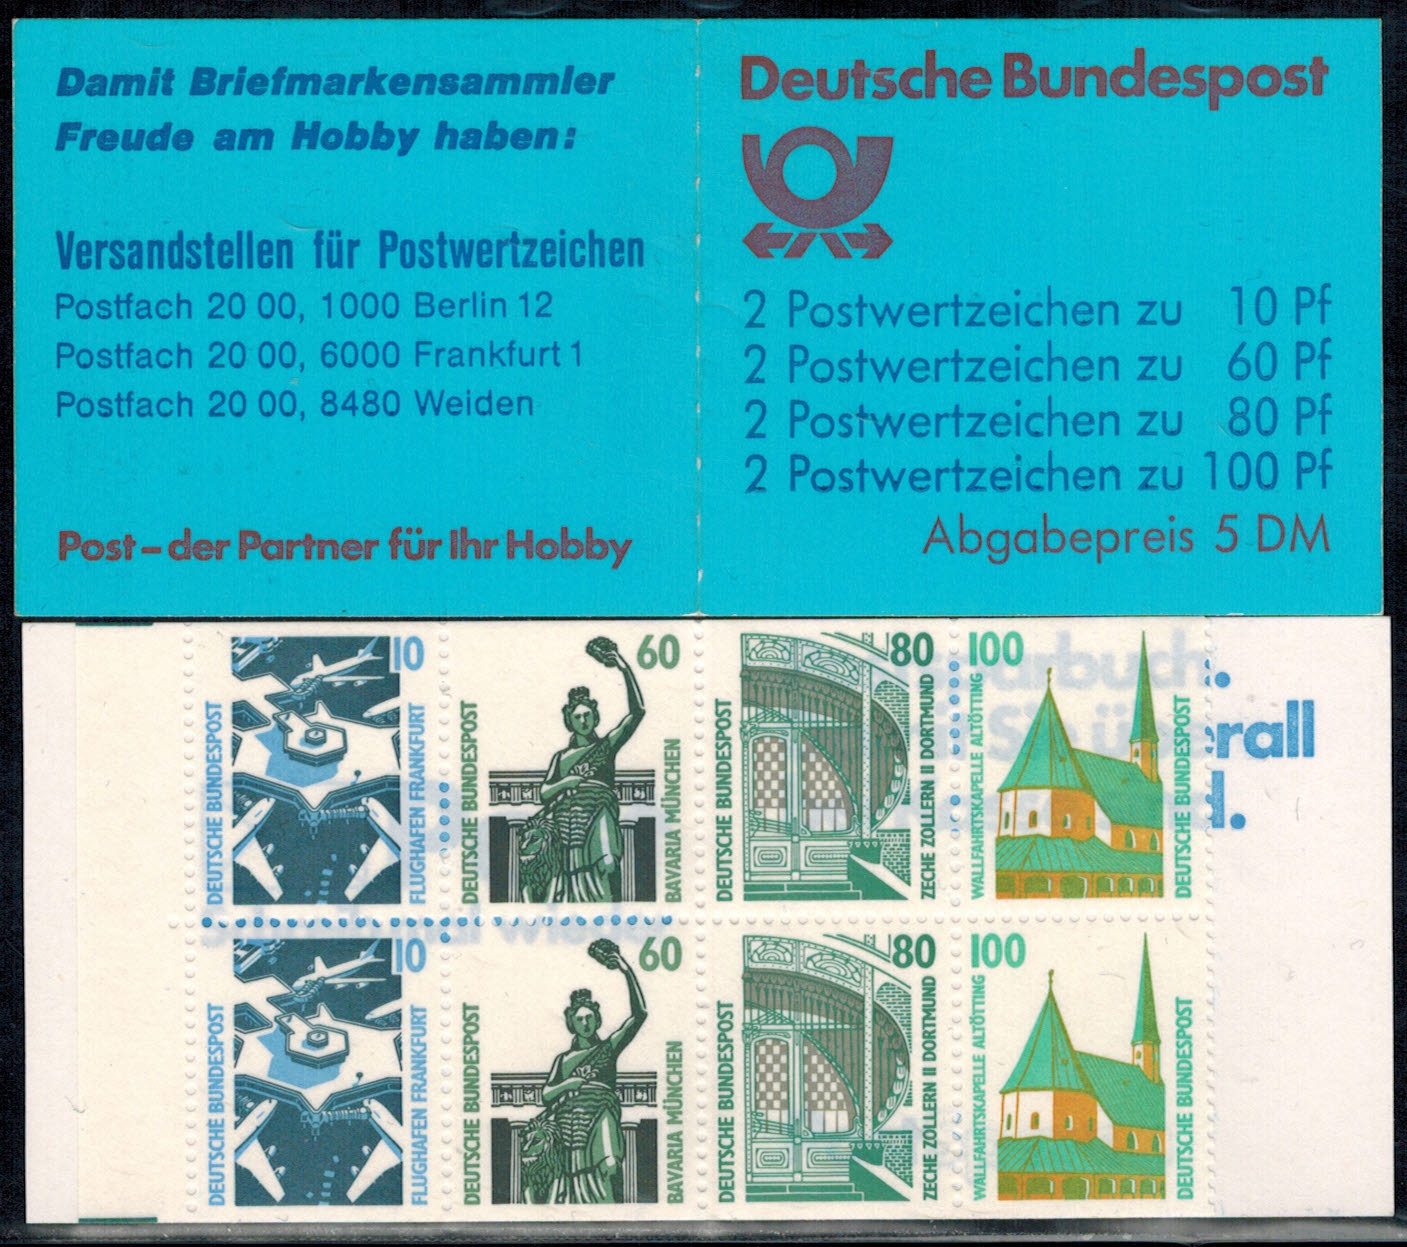 Damit Briefmarkensammler
Freude am Hobby haben:
Versandstellen für Postwertzeichen
Postfach 20 00, 1000 Berlin 12
Postfach 20 00, 6000 Frankfurt 1
Postfach 20 00, 8480 Weiden
Post – der Partner für Ihr Hobby
Deutsche Bundespost
2 Postwertzeichen zu 10 Pf
2 Postwertzeichen zu 60 Pf
2 Postwertzeichen zu 80 Pf
2 Postwertzeichen zu 100 Pf
Abgabepreis 5 DM
10
DEUTSCHE BUNDESPOST
FLUGHAFEN FRANKFURT
60
DEUTSCHE BUNDESPOST
BAVARIA MÜNCHEN
80
DEUTSCHE BUNDESPOST
ZECHE ZOLLERN II DORTMUND
100
WALLFAHRTSKAPELLE ALTÖTTING
DEUTSCHE BUNDESPOST
10
DEUTSCHE BUNDESPOST
FLUGHAFEN FRANKFURT
60
DEUTSCHE BUNDESPOST
BAVARIA MÜNCHEN
80
DEUTSCHE BUNDESPOST
ZECHE ZOLLERN II DORTMUND
100
WALLFAHRTSKAPELLE ALTÖTTING
DEUTSCHE BUNDESPOST